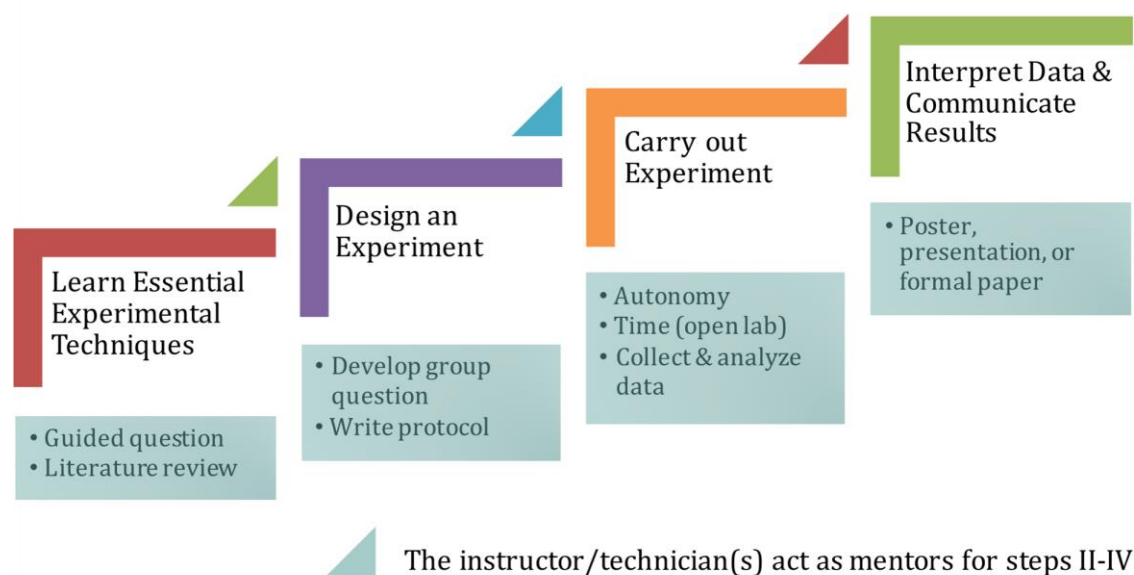 Learn Essential
Experimental
Techniques
• Guided question
• Literature review
Design an
Experiment
• Develop group
question
• Write protocol
Carry out
Experiment
• Autonomy
• Time (open lab)
• Collect & analyze
data
Interpret Data &
Communicate
Results
• Poster,
presentation, or
formal paper
The instructor/technician(s) act as mentors for steps II-IV